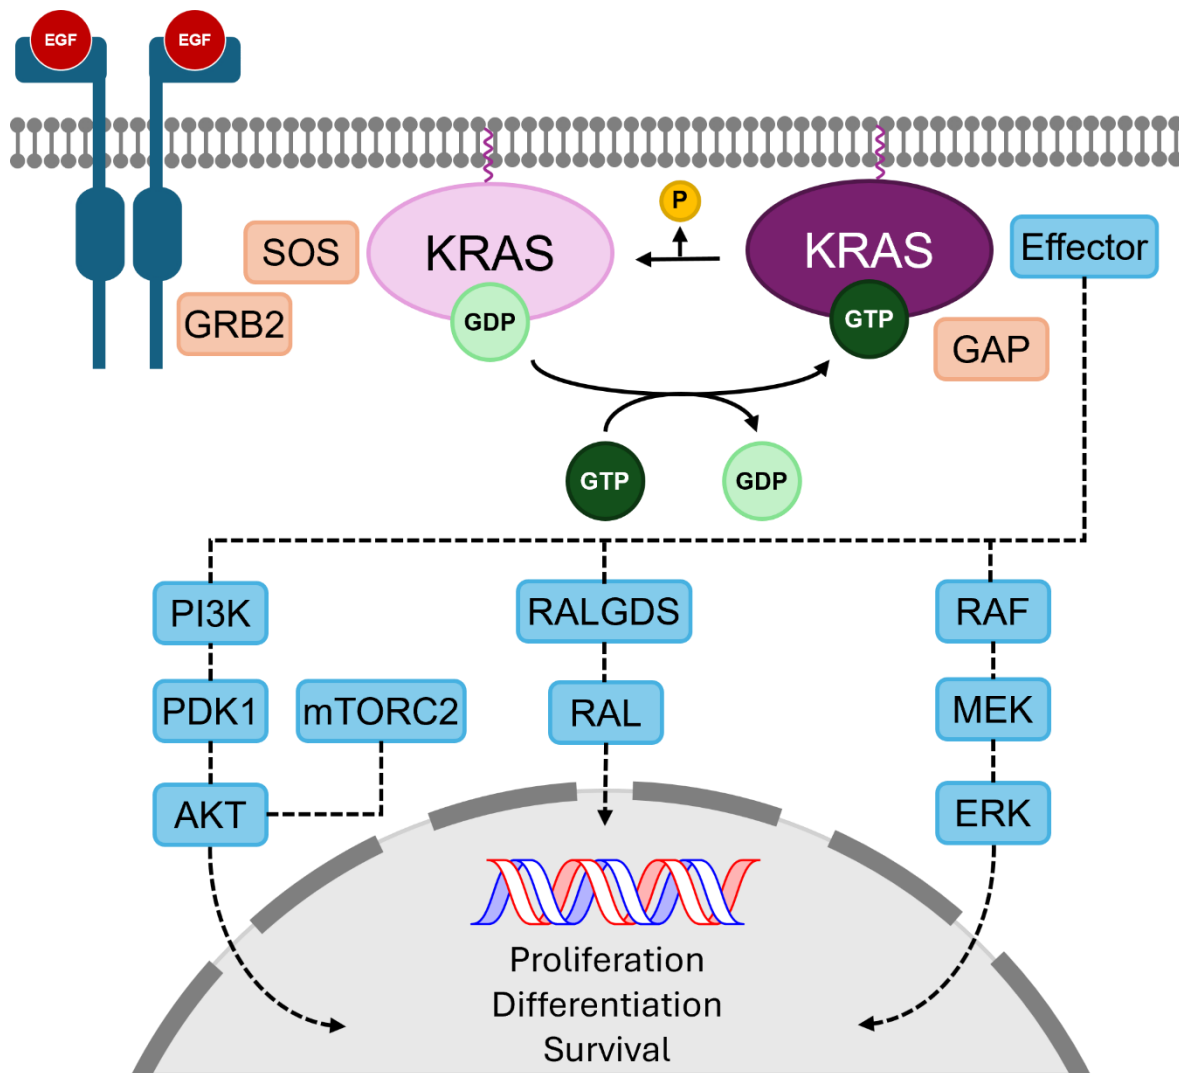 EGF
EGF
P
SOS
KRAS
KRAS
Effector
GRB2
GDP
GTP
GAP
GTP
GDP
PI3K
RALGDS
RAF
PDK1
mTORC2
RAL
MEK
AKT
ERK
Proliferation
Differentiation
Survival